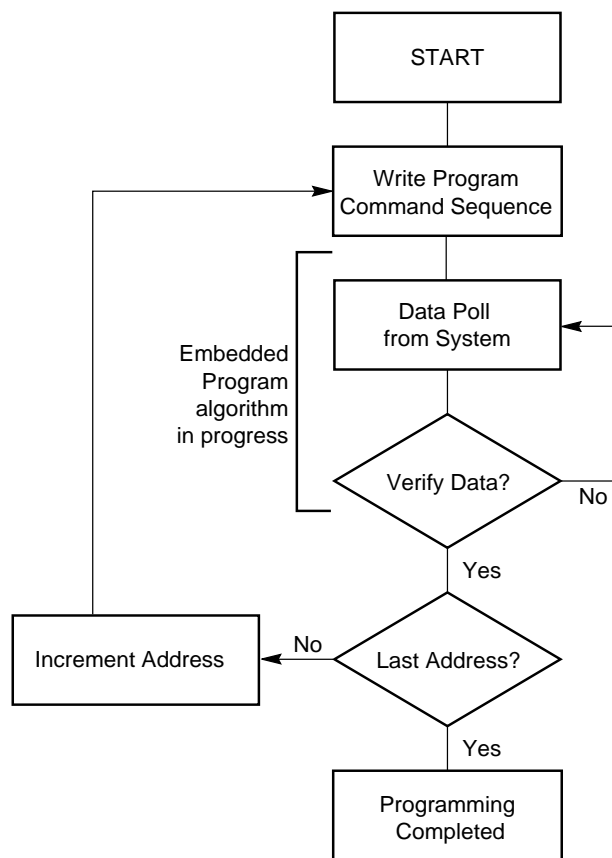 START
Write Program
Command Sequence
Data Poll
from System
Embedded
Program
algorithm
in progress
Verify Data?
No
Yes
Increment Address
No
Last Address?
Yes
Programming
Completed